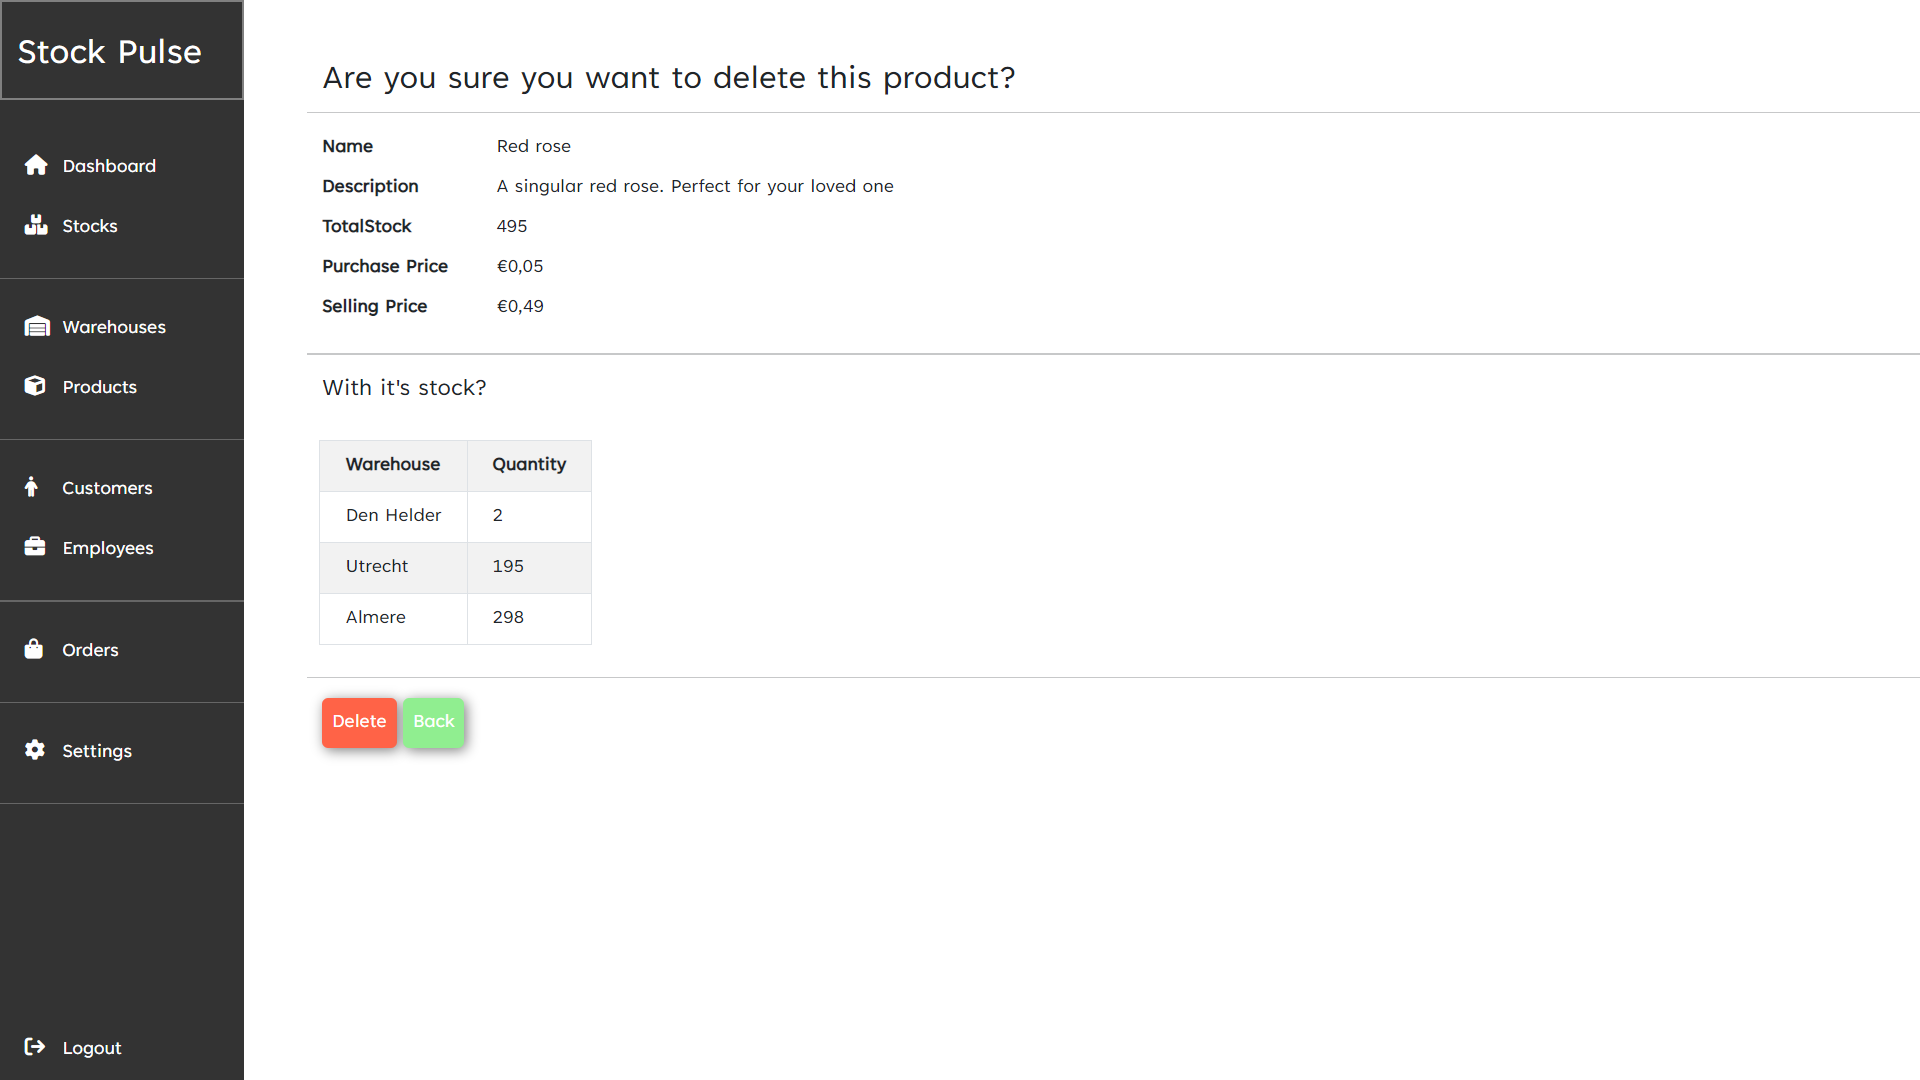 Stock Pulse
Dashboard
Stocks
Warehouses
Products
Customers
Employees
Orders
Settings
Logout
Are you sure you want to delete this product?
Name Red rose
Description A singular red rose. Perfect for your loved one
TotalStock 495
Purchase Price €0,05
Selling Price €0,49
With it's stock?
Warehouse Quantity
Den Helder 2
Utrecht 195
Almere 298
Delete Back